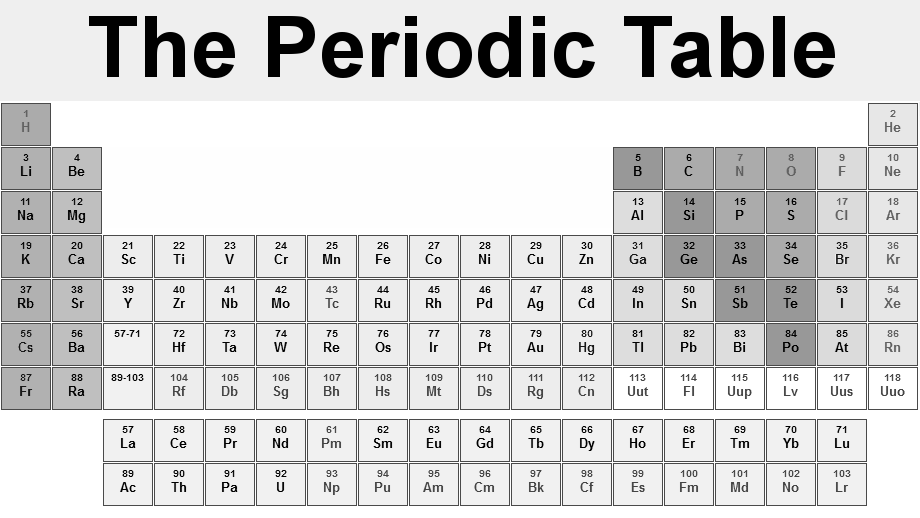 The Periodic Table
1 2
H He
3 4 5 6 7 8 9 10
Li Be B C N O F Ne
11 12 13 14 15 16 17 18
Na Mg Al Si P S Cl Ar
19 20 21 22 23 24 25 26 27 28 29 30 31 32 33 34 35 36
K Ca Sc Ti V Cr Mn Fe Co Ni Cu Zn Ga Ge As Se Br Kr
37 38 39 40 41 42 43 44 45 46 47 48 49 50 51 52 53 54
Rb Sr Y Zr Nb Mo Tc Ru Rh Pd Ag Cd In Sn Sb Te I Xe
55 56 57-71 72 73 74 75 76 77 78 79 80 81 82 83 84 85 86
Cs Ba Hf Ta W Re Os Ir Pt Au Hg Tl Pb Bi Po At Rn
87 88 89-103 104 105 106 107 108 109 110 111 112 113 114 115 116 117 118
Fr Ra Rf Db Sg Bh Hs Mt Ds Rg Cn Uut Fl Uup Lv Uus Uuo
57 58 59 60 61 62 63 64 65 66 67 68 69 70 71
La Ce Pr Nd Pm Sm Eu Gd Tb Dy Ho Er Tm Yb Lu
89 90 91 92 93 94 95 96 97 98 99 100 101 102 103
Ac Th Pa U Np Pu Am Cm Bk Cf Es Fm Md No Lr